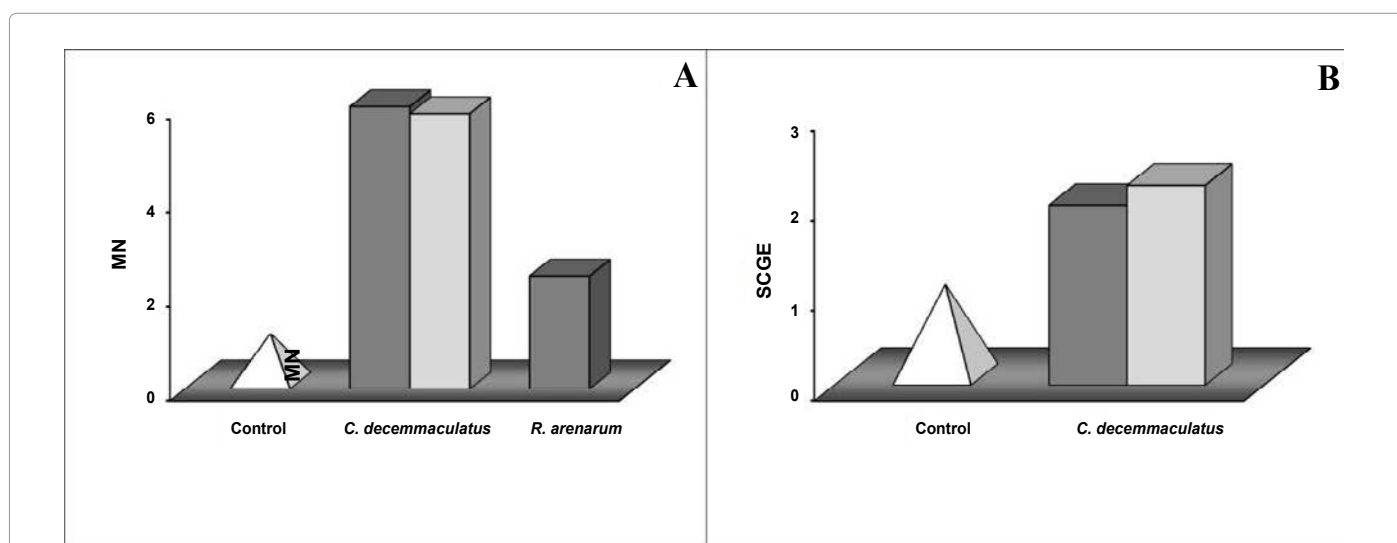 A
6
4
2
0
MN
MN
Control
C. decemmaculatus
R. arenarum
B
3
2
1
0
SCGE
Control
C. decemmaculatus